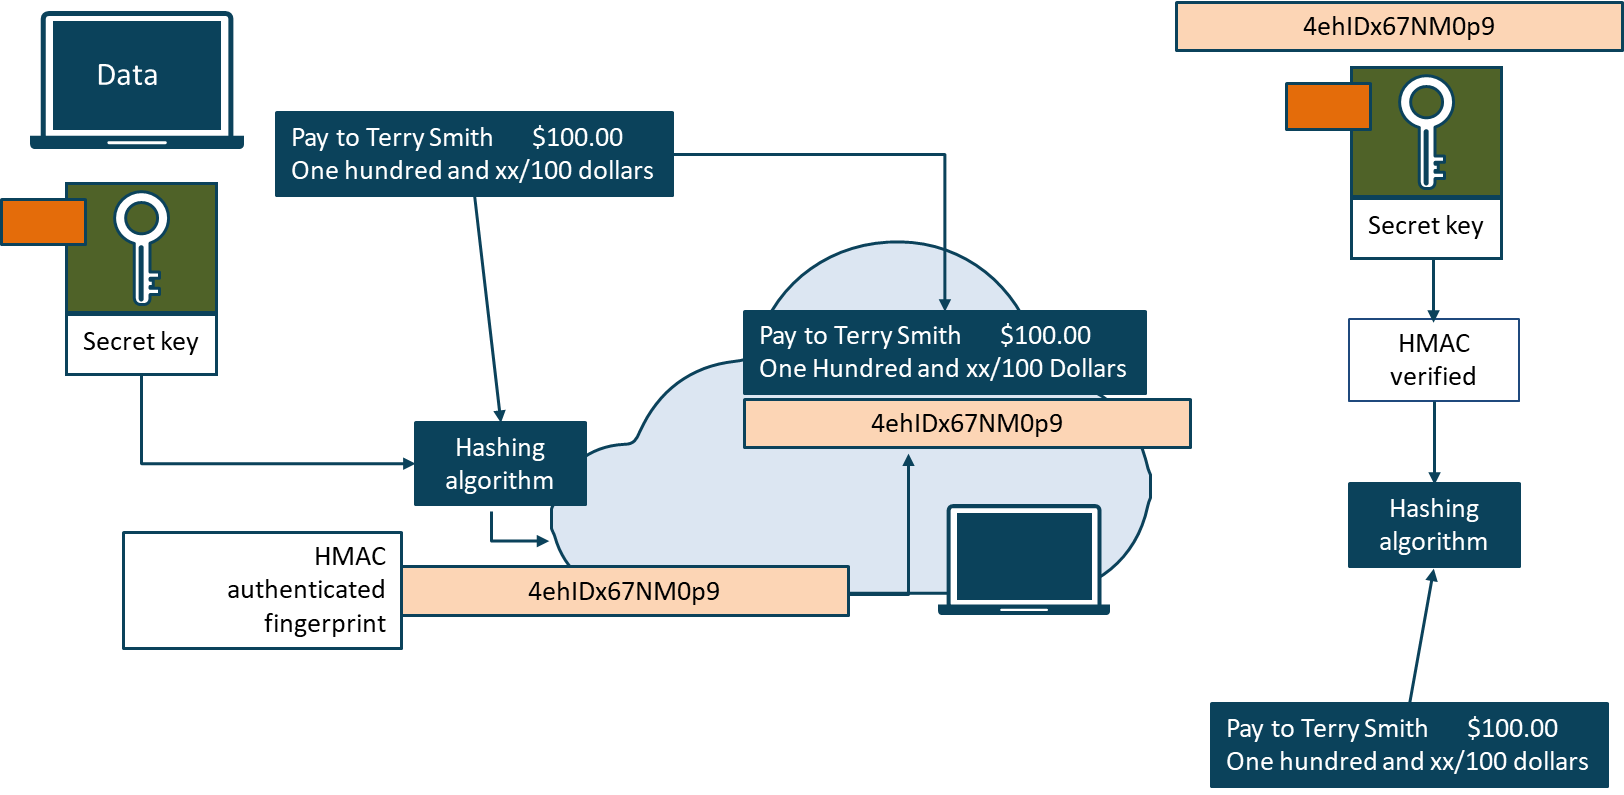 Data
Secret key
Pay to Terry Smith $100.00
One hundred and xx/100 dollars
Hashing
algorithm
HMAC
authenticated
fingerprint
4ehIDx67NM0p9
Pay to Terry Smith $100.00
One Hundred and xx/100 Dollars
4ehIDx67NM0p9
4ehIDx67NM0p9
Secret key
HMAC
verified
Hashing
algorithm
Pay to Terry Smith $100.00
One hundred and xx/100 dollars